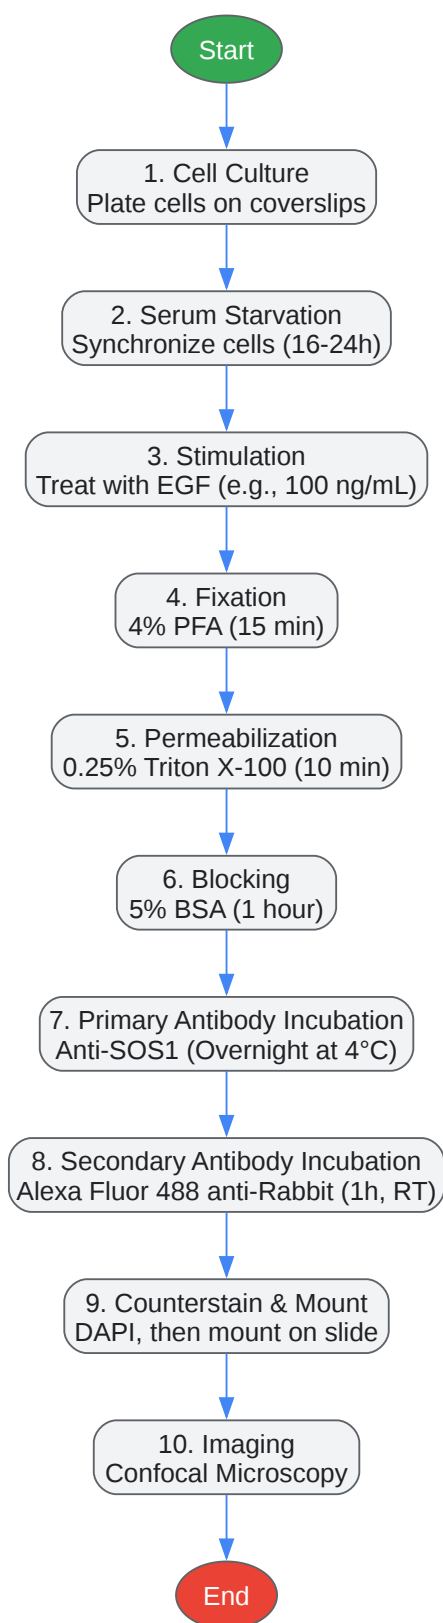 Start
1. Cell Culture
Plate cells on coverslips
2. Serum Starvation
Synchronize cells (16-24h)
3. Stimulation
Treat with EGF (e.g., 100 ng/mL)
4. Fixation
4% PFA (15 min)
5. Permeabilization
0.25% Triton X-100 (10 min)
6. Blocking
5% BSA (1 hour)
7. Primary Antibody Incubation
Anti-SOS1 (Overnight at 4°C)
8. Secondary Antibody Incubation
Alexa Fluor 488 anti-Rabbit (1h, RT)
9. Counterstain & Mount
DAPI, then mount on slide
10. Imaging
Confocal Microscopy
End